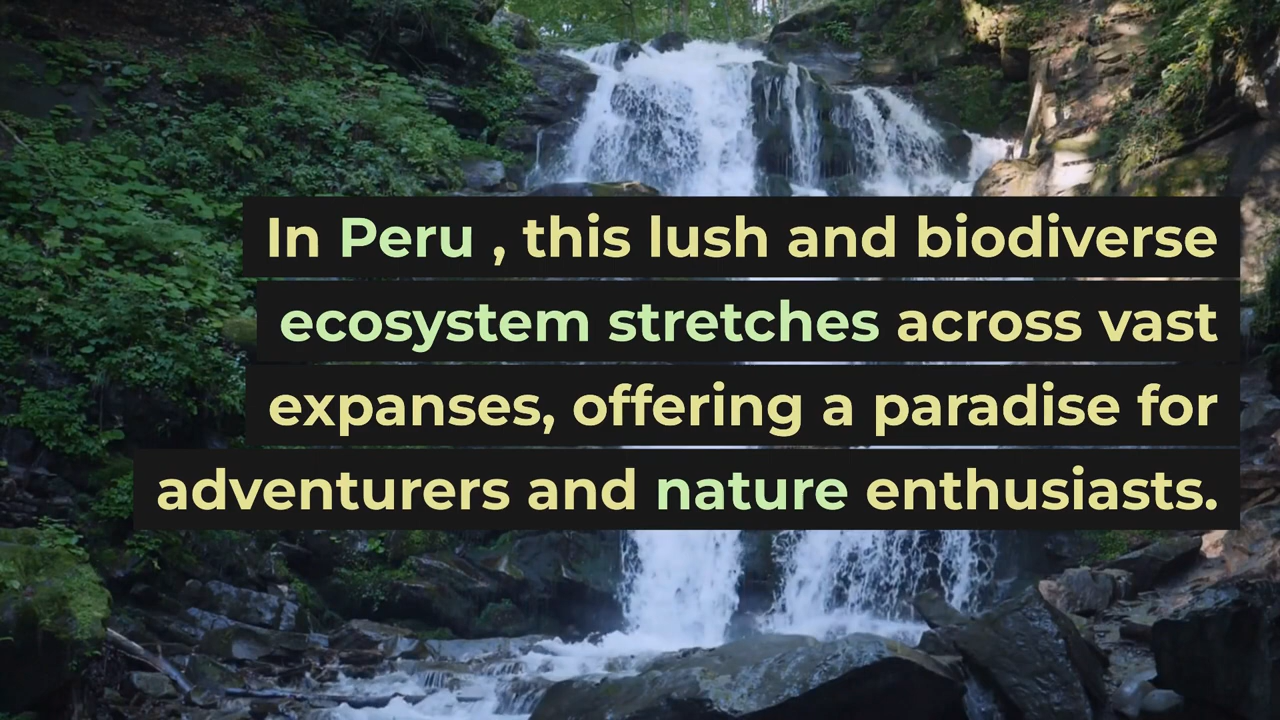 In Peru , this lush and biodiverse
ecosystem stretches across vast
expanses, offering a paradise for
adventurers and nature enthusiasts.